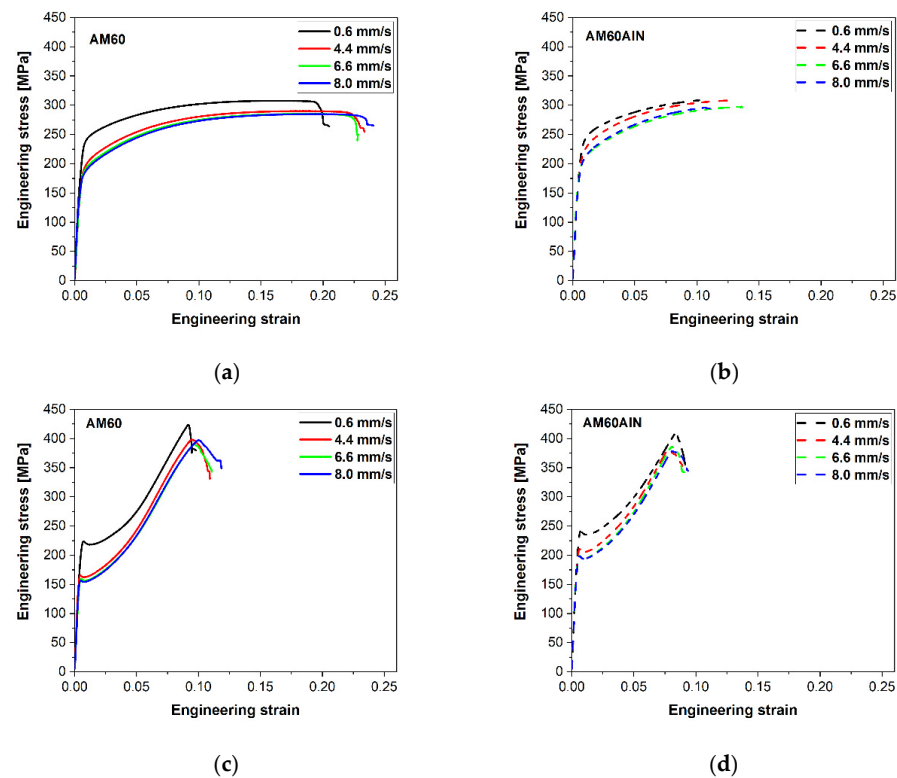 AM60
0.6 mm/s
4.4 mm/s
6.6 mm/s
8.0 mm/s
Engineering stress [MPa]
450
400
350
300
250
200
150
100
50
0
0.00 0.05 0.10 0.15 0.20 0.25
Engineering strain
(a)
AM60AlN
0.6 mm/s
4.4 mm/s
6.6 mm/s
8.0 mm/s
Engineering stress [MPa]
450
400
350
300
250
200
150
100
50
0
0.00 0.05 0.10 0.15 0.20 0.25
Engineering strain
(b)
AM60
0.6 mm/s
4.4 mm/s
6.6 mm/s
8.0 mm/s
Engineering stress [MPa]
450
400
350
300
250
200
150
100
50
0
0.00 0.05 0.10 0.15 0.20 0.25
Engineering strain
(c)
AM60AlN
0.6 mm/s
4.4 mm/s
6.6 mm/s
8.0 mm/s
Engineering stress [MPa]
450
400
350
300
250
200
150
100
50
0
0.00 0.05 0.10 0.15 0.20 0.25
Engineering strain
(d)